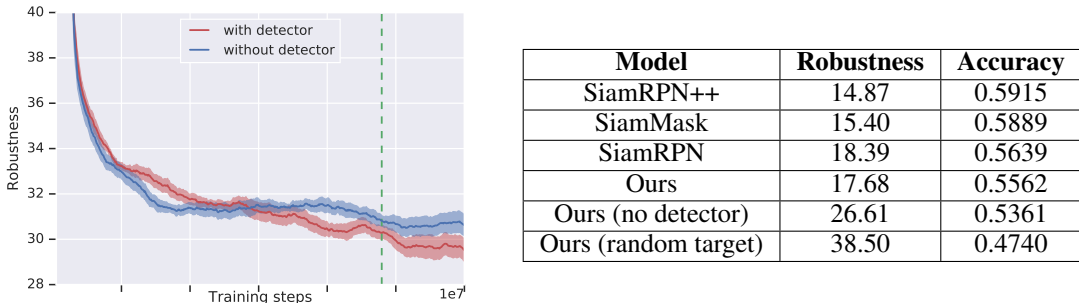 40
38
36
34
32
30
28
Robustness
with detector
without detector
Training steps
1e7
Model Robustness Accuracy
SiamRPN++ 14.87 0.5915
SiamMask 15.40 0.5889
SiamRPN 18.39 0.5639
Ours 17.68 0.5562
Ours (no detector) 26.61 0.5361
Ours (random target) 38.50 0.4740